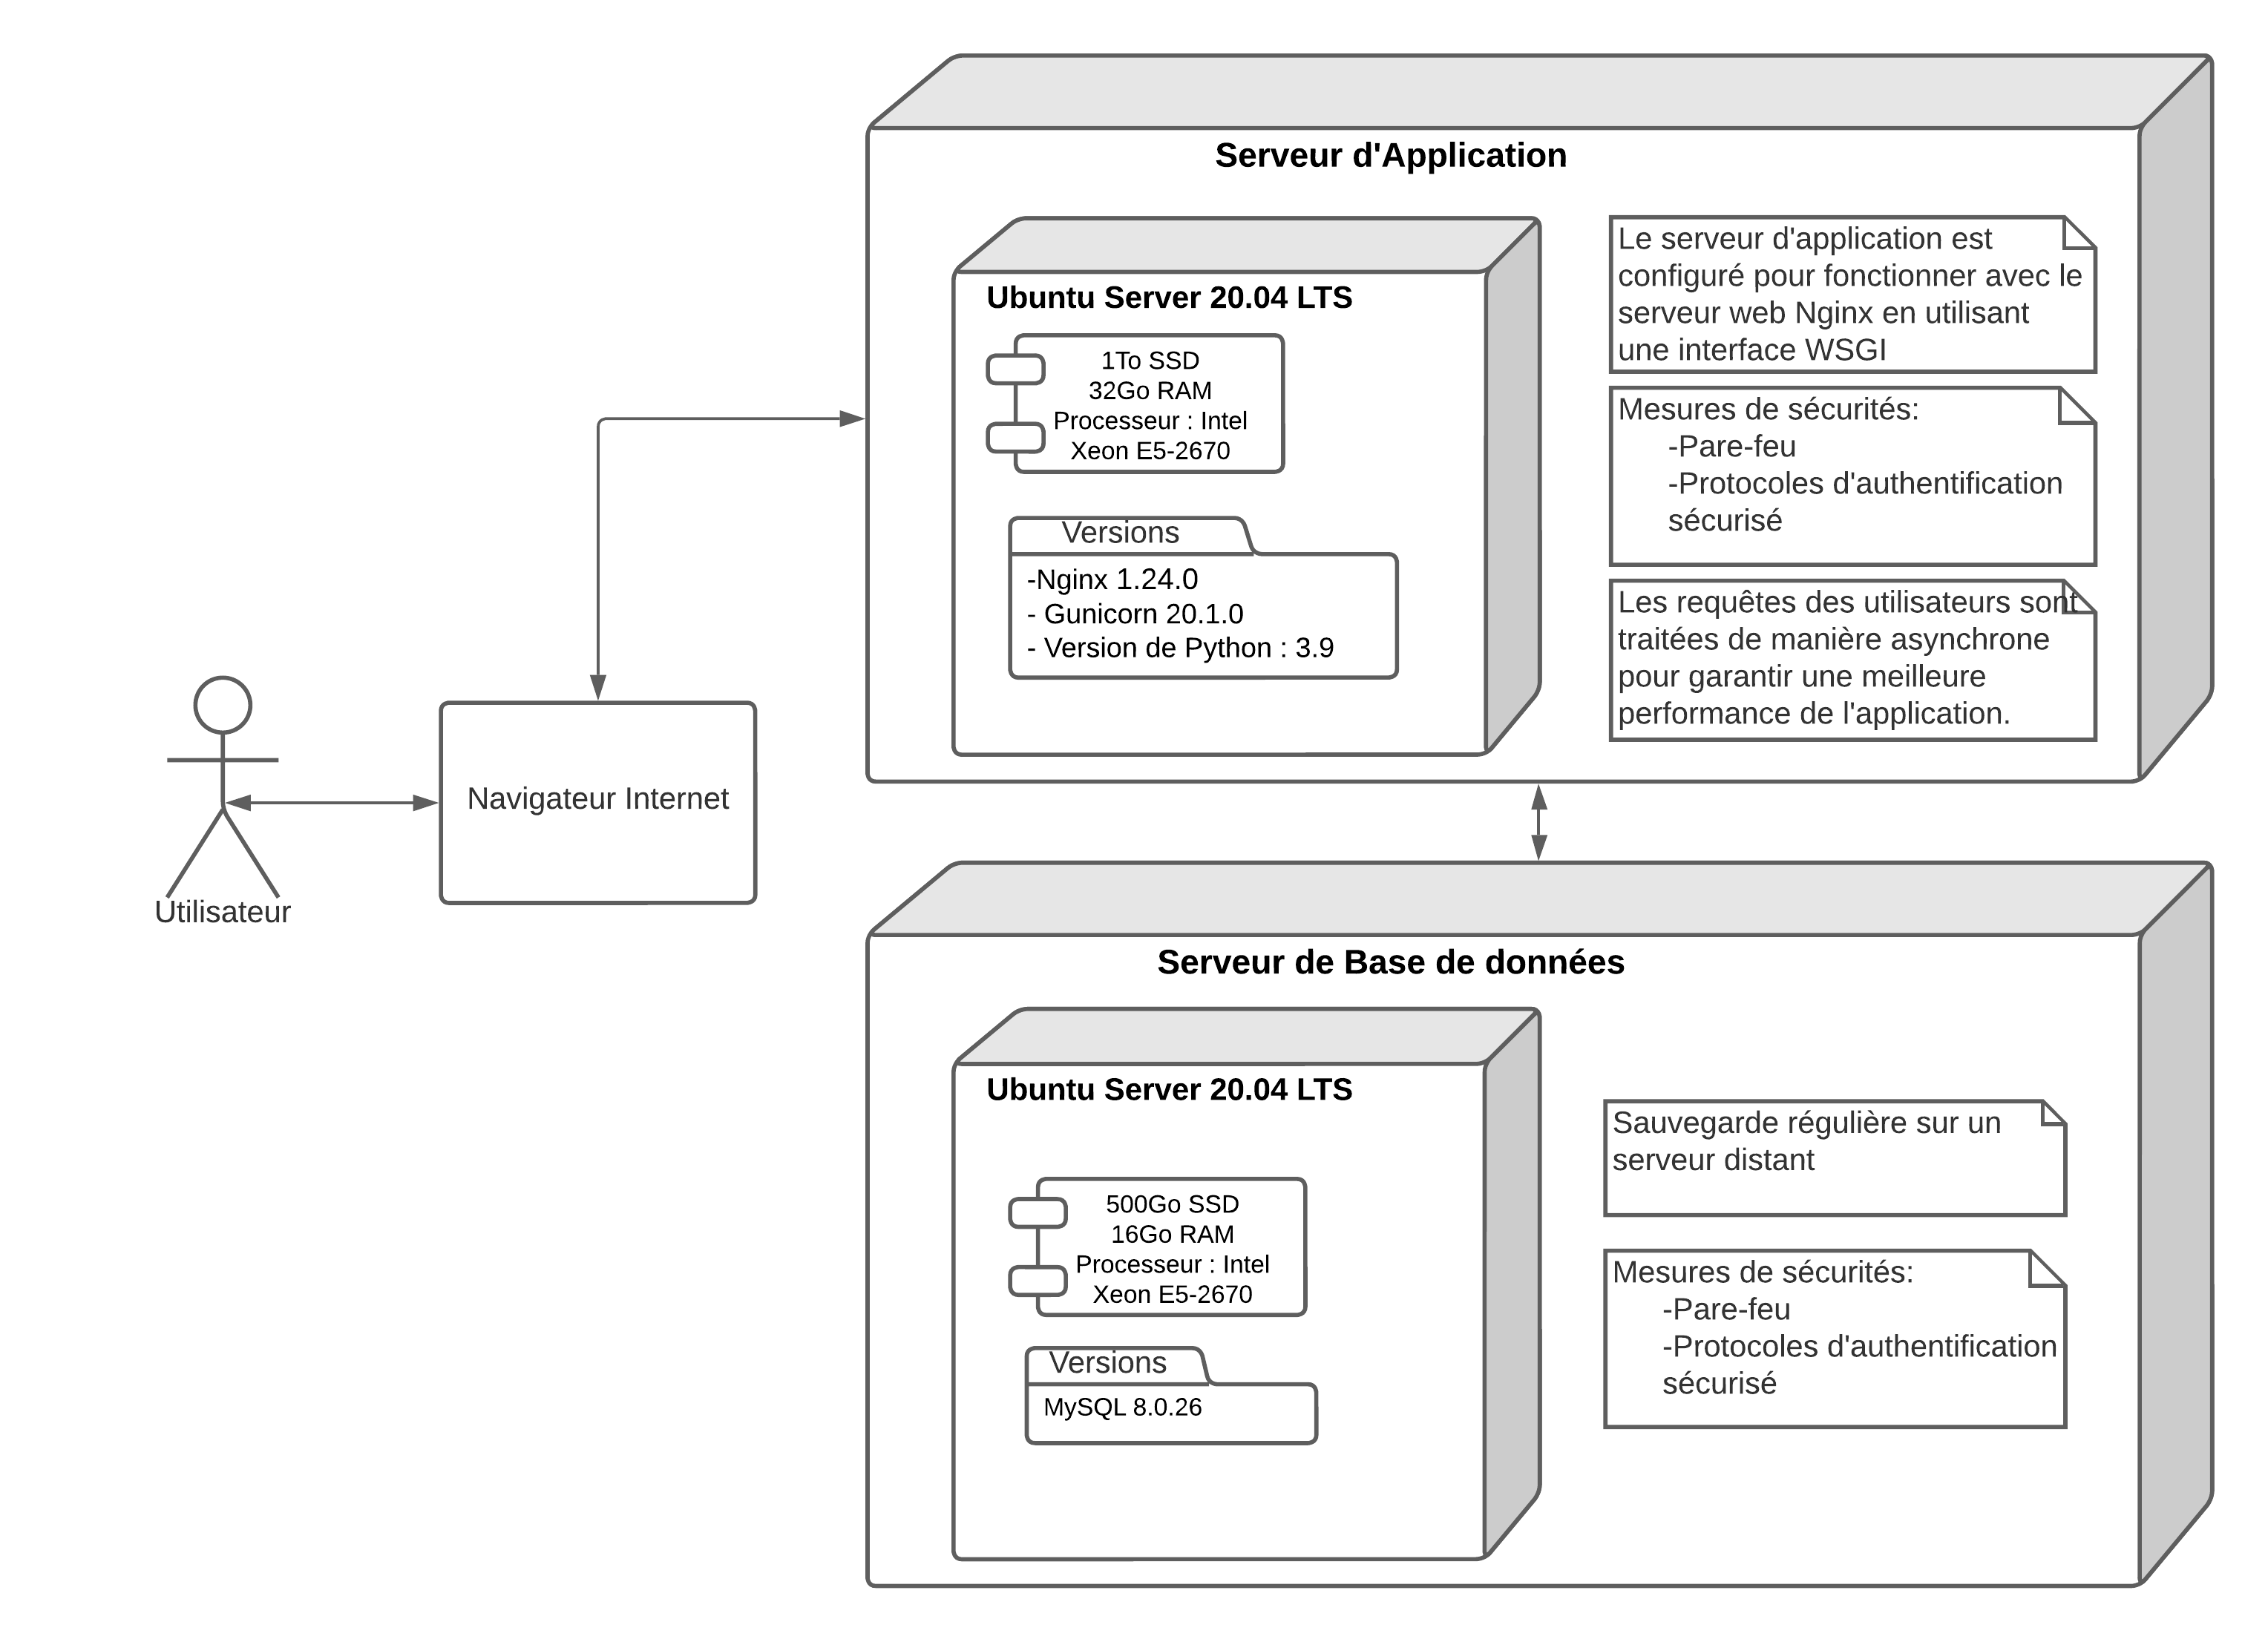 Serveur d'Application
Ubuntu Server 20.04 LTS
1To SSD
32Go RAM
Processeur : Intel
Xeon E5-2670
Versions
-Nginx 1.24.0
- Gunicorn 20.1.0
- Version de Python : 3.9
Le serveur d'application est
configuré pour fonctionner avec le
serveur web Nginx en utilisant
une interface WSGI
Mesures de sécurités:
-Pare-feu
-Protocoles d'authentification
sécurisé
Les requêtes des utilisateurs sont
traitées de manière asynchrone
pour garantir une meilleure
performance de l'application.
Navigateur Internet
Utilisateur
Serveur de Base de données
Ubuntu Server 20.04 LTS
500Go SSD
16Go RAM
Processeur : Intel
Xeon E5-2670
Versions
MySQL 8.0.26
Sauvegarde régulière sur un
serveur distant
Mesures de sécurités:
-Pare-feu
-Protocoles d'authentification
sécurisé